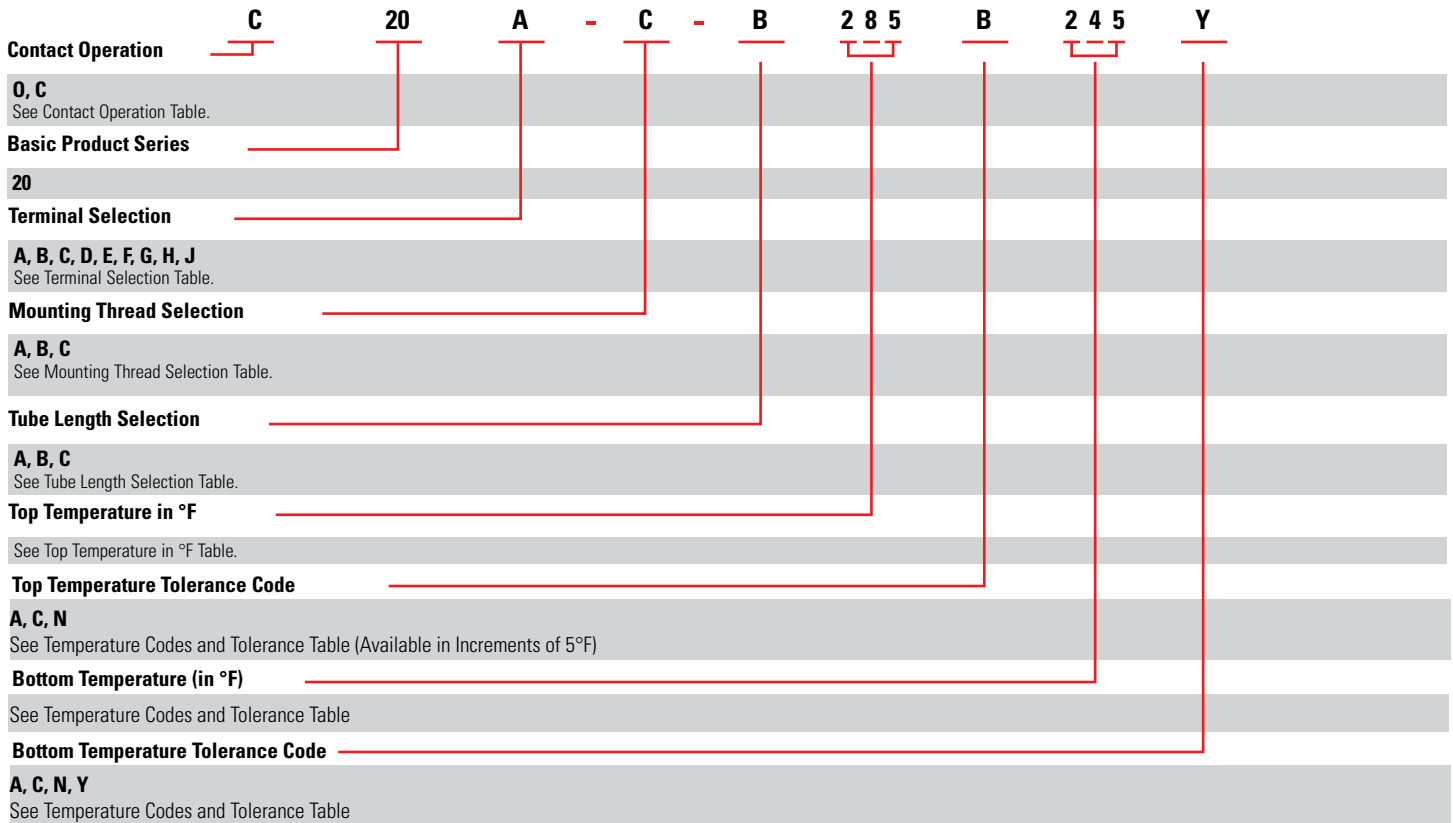 C 20 A - C - B 2 8 5 B 2 4 5 Y
Contact Operation
O, C
See Contact Operation Table.
Basic Product Series
20
Terminal Selection
A, B, C, D, E, F, G, H, J
See Terminal Selection Table.
Mounting Thread Selection
A, B, C
See Mounting Thread Selection Table.
Tube Length Selection
A, B, C
See Tube Length Selection Table.
Top Temperature in °F
See Top Temperature in °F Table.
Top Temperature Tolerance Code
A, C, N
See Temperature Codes and Tolerance Table (Available in Increments of 5°F)
Bottom Temperature (in °F)
See Temperature Codes and Tolerance Table
Bottom Temperature Tolerance Code
A, C, N, Y
See Temperature Codes and Tolerance Table